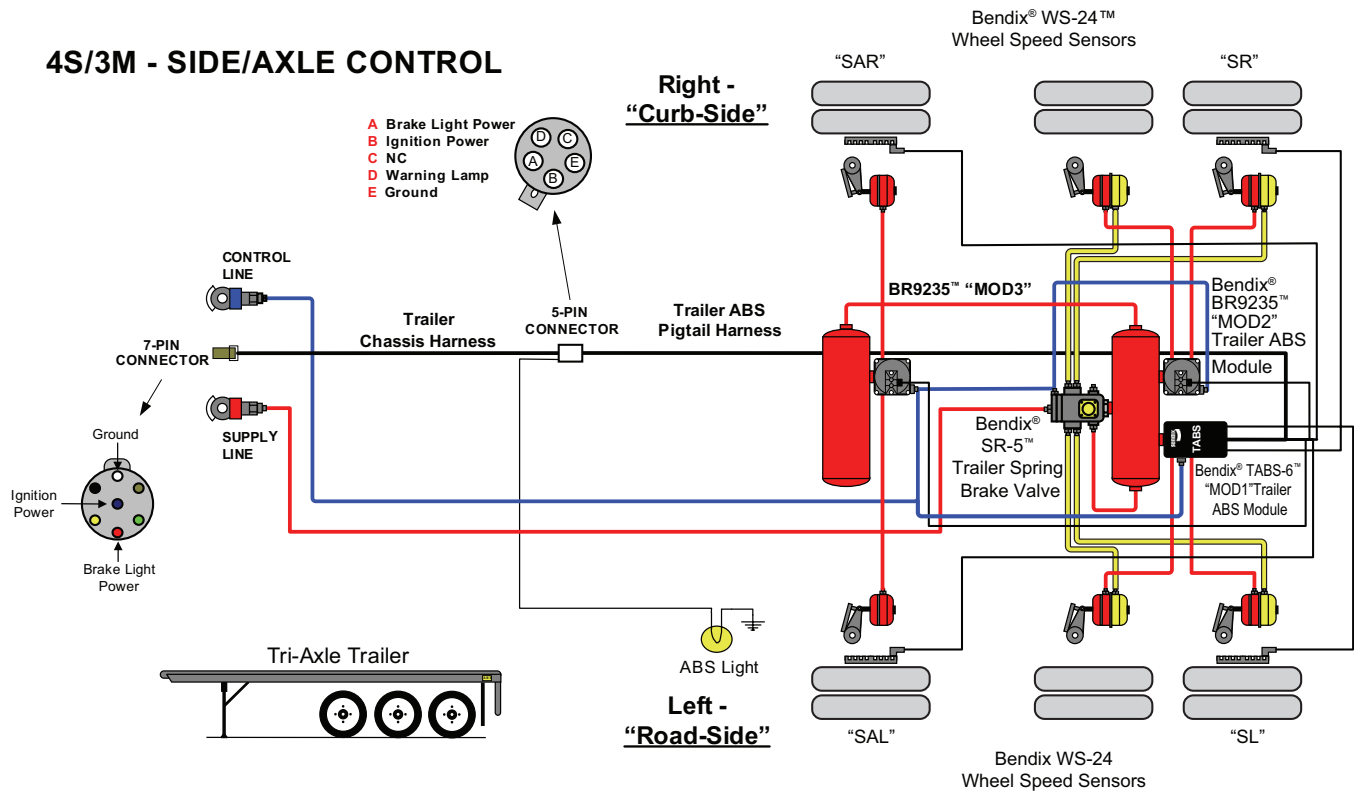 Bendix® WS-24™
Wheel Speed Sensors
4S/3M - SIDE/AXLE CONTROL
“SAR”
“SR”
Right -
“Curb-Side”
A Brake Light Power
B Ignition Power
C NC
D Warning Lamp
E Ground
D
C
A
E
B
CONTROL
LINE
BR9235™ “MOD3”
Bendix®
BR9235™
“MOD2”
Trailer ABS
Module
5-PIN
CONNECTOR
Trailer ABS
Pigtail Harness
Trailer
Chassis Harness
7-PIN
CONNECTOR
SUPPLY
LINE
Ground
Ignition
Power
Brake Light
Power
Bendix®
SR-5™
Trailer Spring
Brake Valve
BENDIX
TABS
Bendix® TABS-6™
“MOD1”Trailer
ABS Module
Tri-Axle Trailer
ABS Light
Left -
“Road-Side”
“SAL”
“SL”
Bendix WS-24
Wheel Speed Sensors